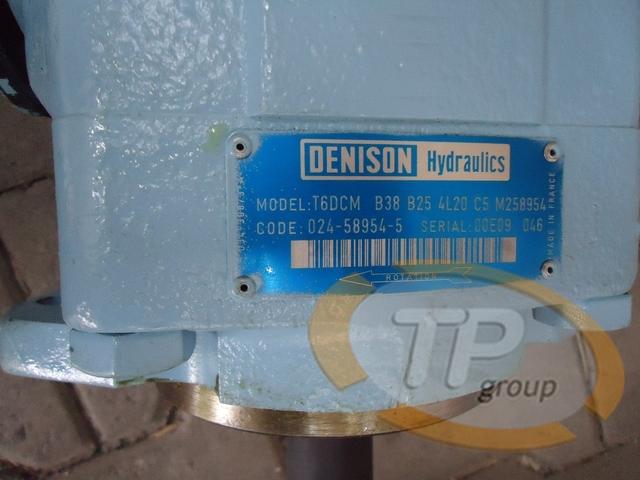 DENISON Hydraulics
MODEL:T6DCM B38 B25 4L20 C5 M258954
CODE: 024-58954-5 SERIAL:00E09 046
MADE IN FRANCE
ROTATION
TP
group